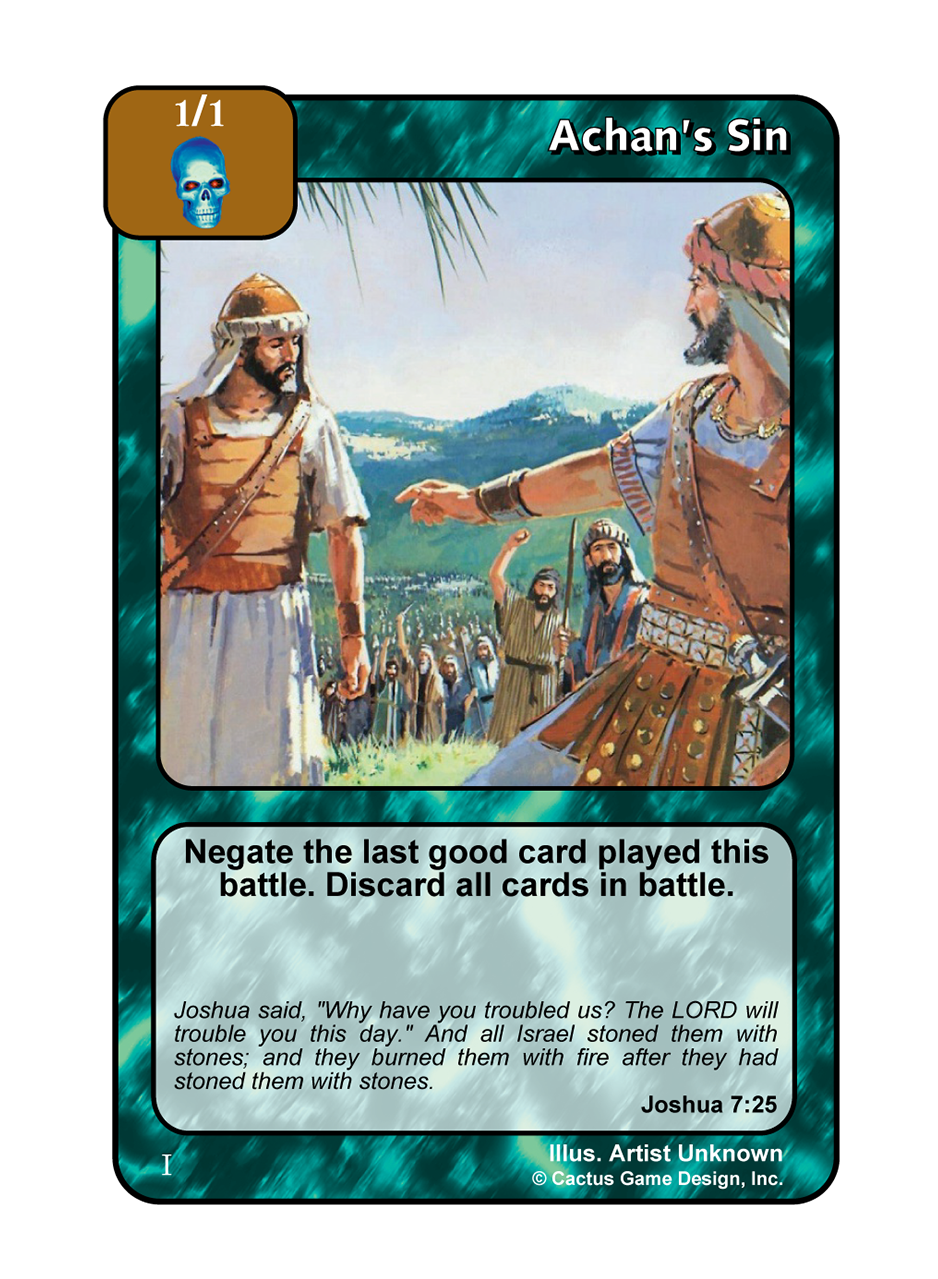 1/1
Achan's Sin
Negate the last good card played this
battle. Discard all cards in battle.
Joshua said, "Why have you troubled us? The LORD will
trouble you this day." And all Israel stoned them with
stones; and they burned them with fire after they had
stoned them with stones.
Joshua 7:25
I
Illus. Artist Unknown
© Cactus Game Design, Inc.